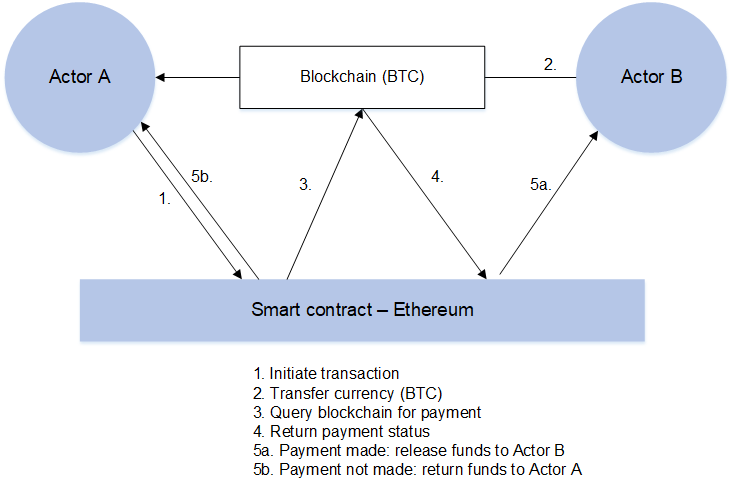 Actor A
Blockchain (BTC)
2.
Actor B
5b.
1.
3.
4.
5a.
Smart contract – Ethereum
1. Initiate transaction
2. Transfer currency (BTC)
3. Query blockchain for payment
4. Return payment status
5a. Payment made: release funds to Actor B
5b. Payment not made: return funds to Actor A